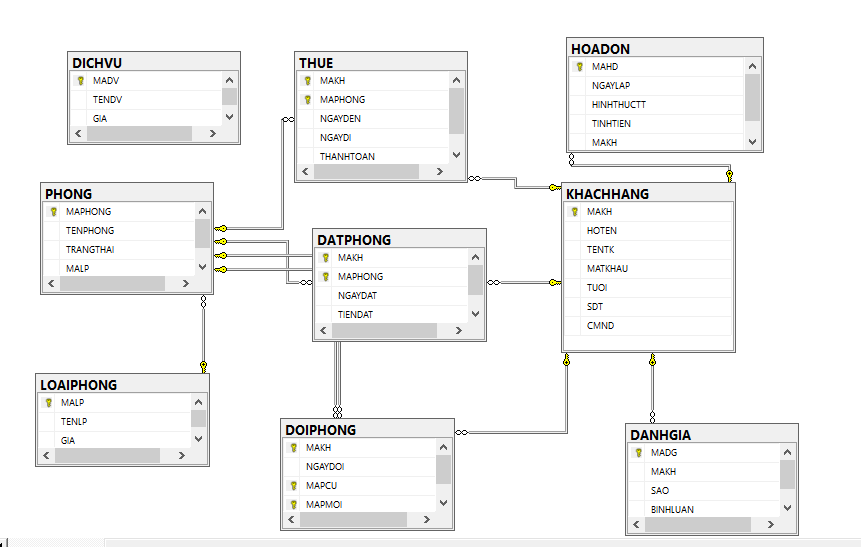 DICHVU
MADV
TENDV
GIA
THUE
MAKH
MAPHONG
NGAYDEN
NGAYDI
THANHTOAN
HOADON
MAHD
NGAYLAP
HINHTHUCTT
TINHTIEN
MAKH
PHONG
MAPHONG
TENPHONG
TRANGTHAI
MALP
DATPHONG
MAKH
MAPHONG
NGAYDAT
TIENDAT
KHACHHANG
MAKH
HOTEN
TENTK
MATKHAU
TUOI
SDT
CMND
LOAIPHONG
MALP
TENLP
GIA
DOIPHONG
MAKH
NGAYDOI
MAPCU
MAPMOI
DANHGIA
MADG
MAKH
SAO
BINHLUAN